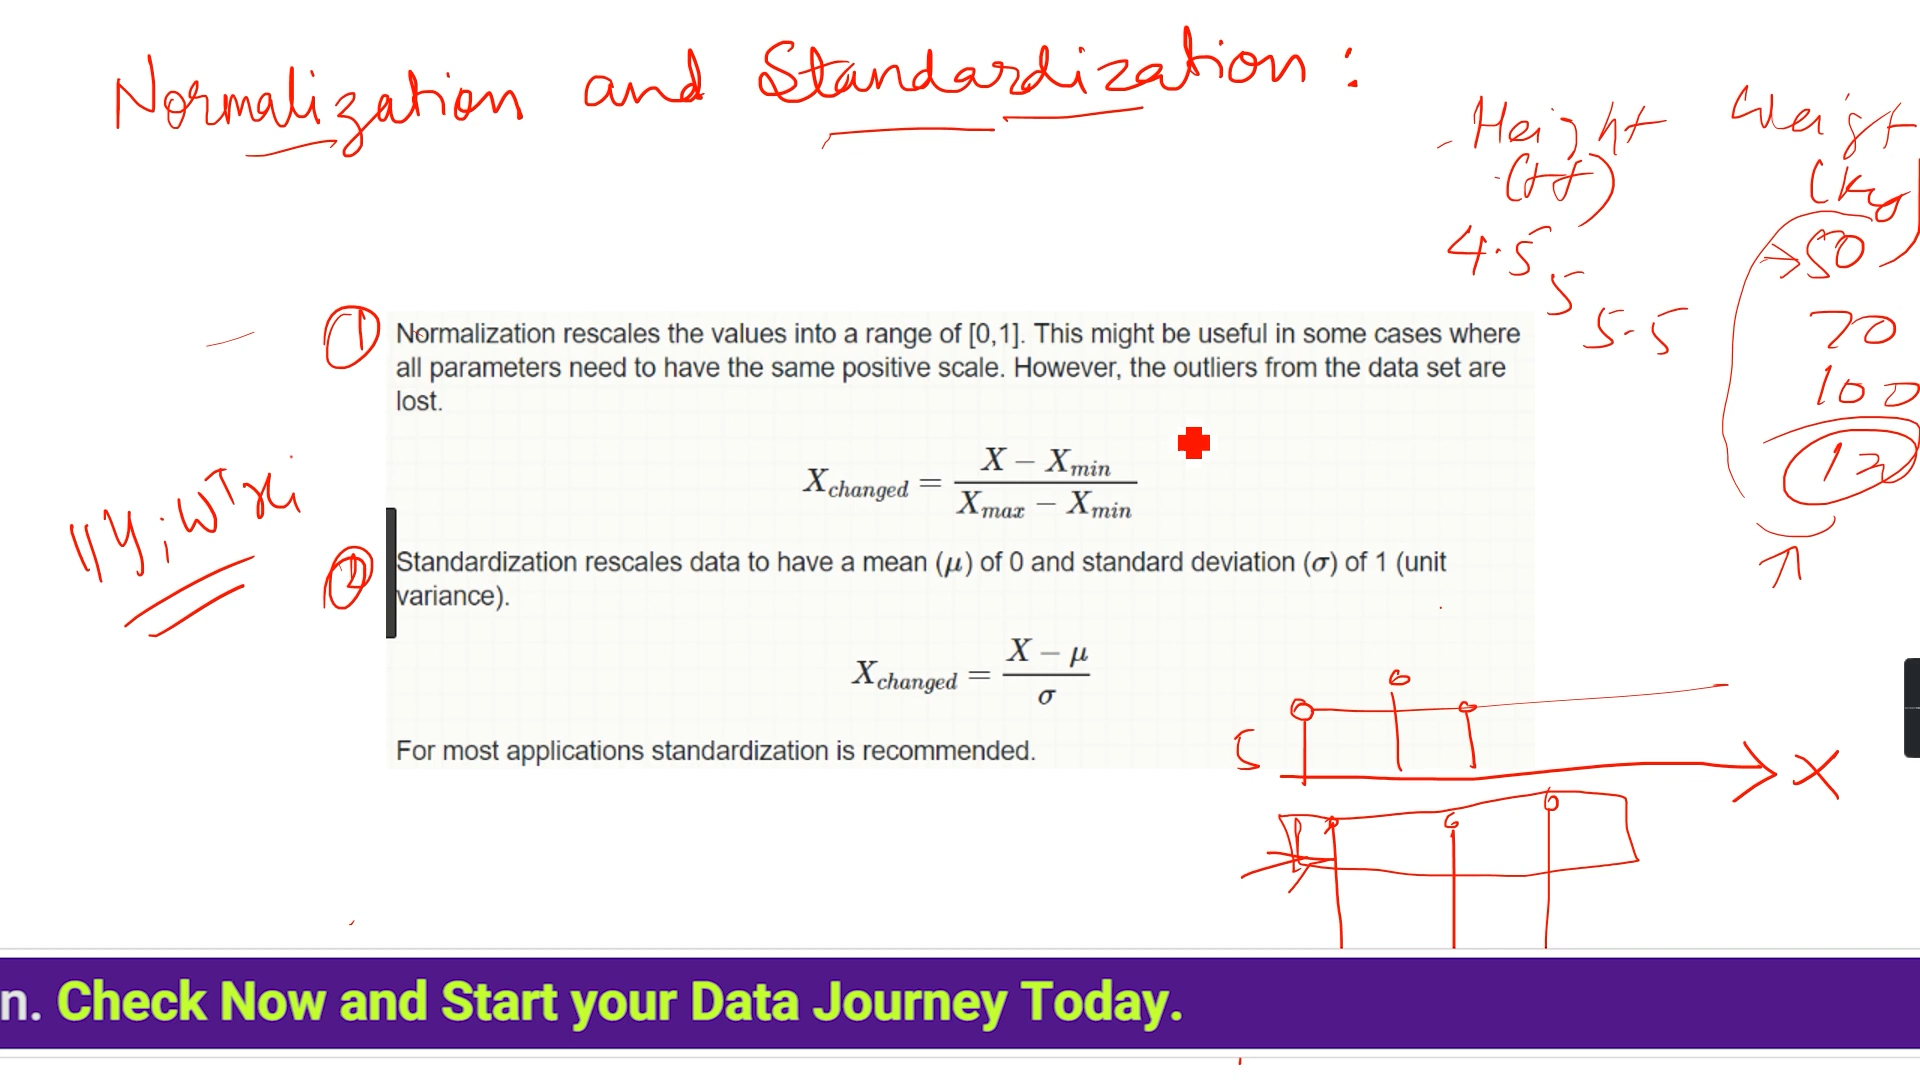 Normalization and Standardization :
Height Weight
(ft) (kg)
4.5 50
5
5.5 70
100
① Normalization rescales the values into a range of [0,1]. This might be useful in some cases where
all parameters need to have the same positive scale. However, the outliers from the data set are
lost.
X_changed = (X − X_min) / (X_max − X_min)
② Standardization rescales data to have a mean (μ) of 0 and standard deviation (σ) of 1 (unit
variance).
X_changed = (X − μ) / σ
For most applications standardization is recommended.
X
n. Check Now and Start your Data Journey Today.